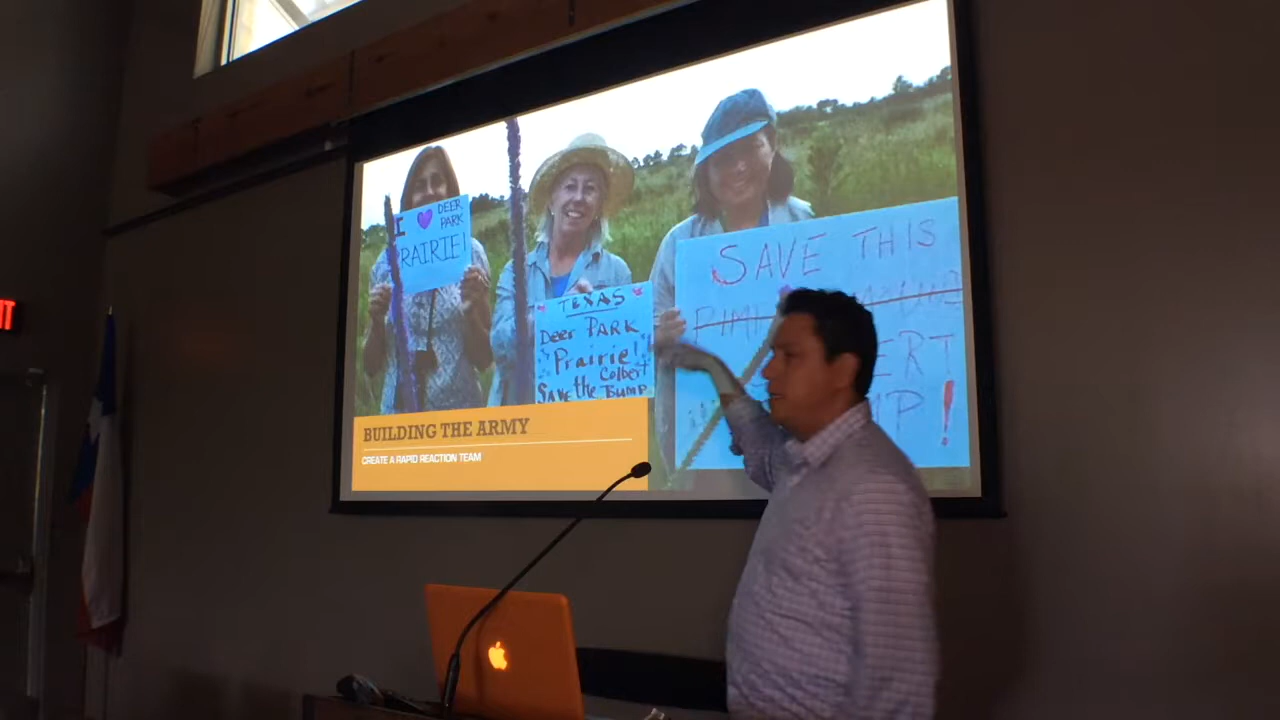 I DEER
PARK
PRAIRIE!
TEXAS
Deer PARK
Prairie!
Colbert
SAVE the BUMP
SAVE THIS
ERT
!
BUILDING THE ARMY
CREATE A RAPID REACTION TEAM